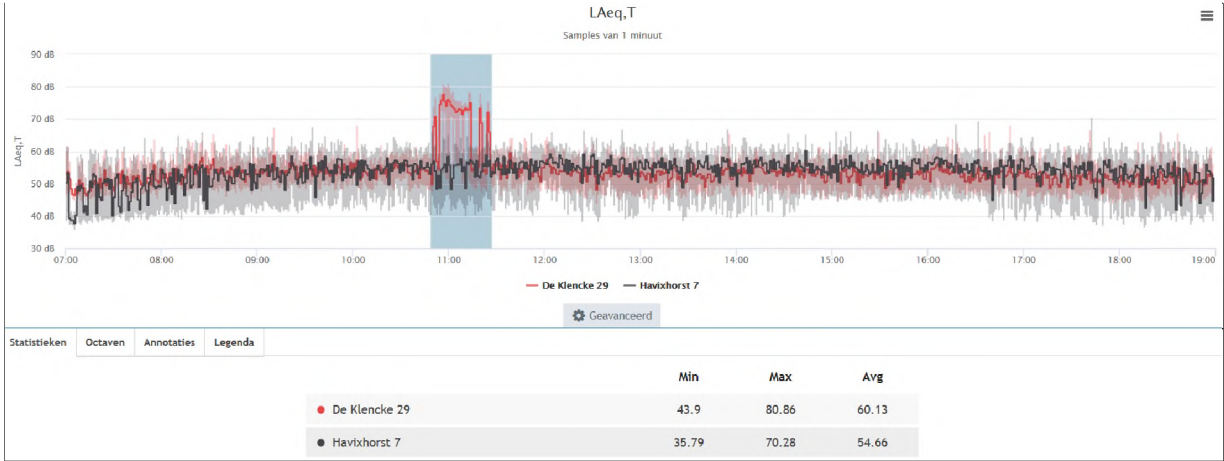 LAeq,T
Samples van 1 minuut
90 dB
80 dB
70 dB
60 dB
50 dB
40 dB
30 dB
LAeq,T
07:00 08:00 09:00 10:00 11:00 12:00 13:00 14:00 15:00 16:00 17:00 18:00 19:00
De Klencke 29 Havixhorst 7
Geavanceerd
Statistieken Octaven Annotaties Legenda
Min Max Avg
De Klencke 29 43.9 80.86 60.13
Havixhorst 7 35.79 70.28 54.66